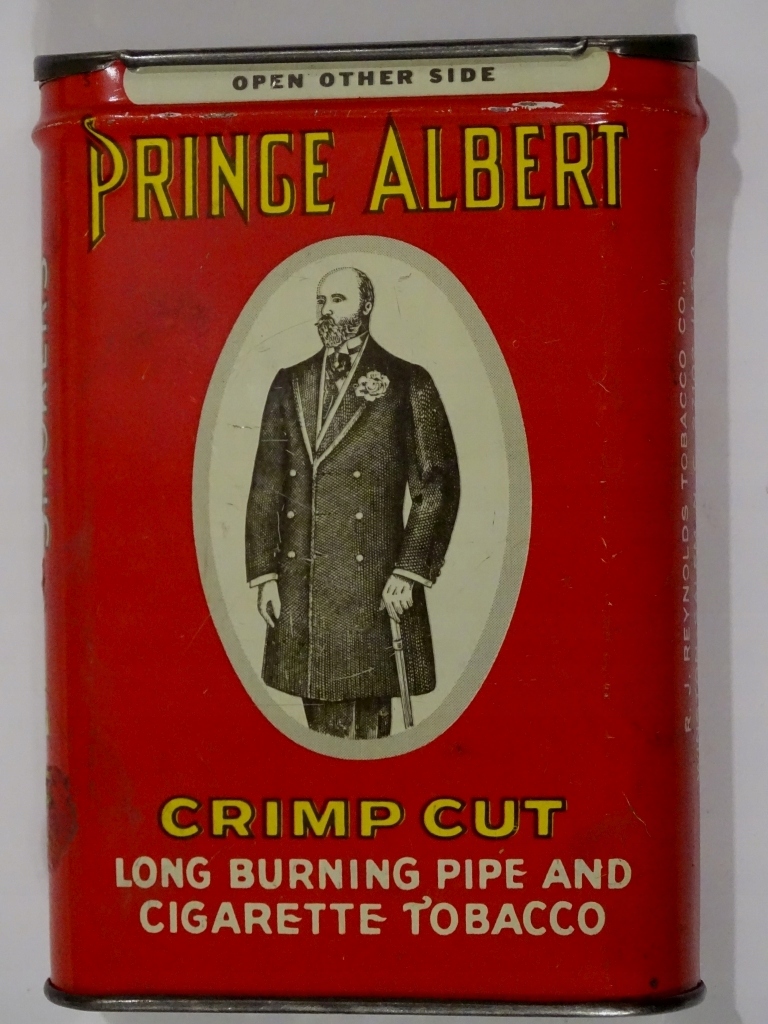 OPEN OTHER SIDE
PRINCE ALBERT
CRIMP CUT
LONG BURNING PIPE AND
CIGARETTE TOBACCO
R. J. REYNOLDS TOBACCO CO.,